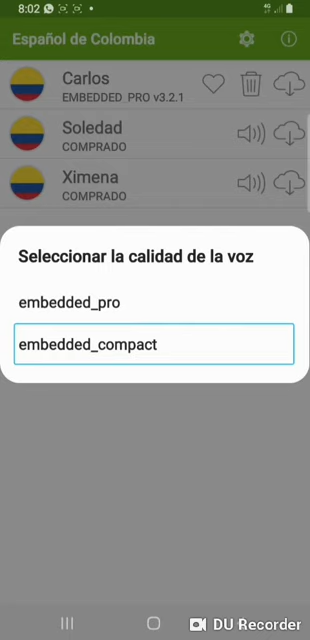 8:02
Español de Colombia
Carlos
EMBEDDED_PRO v3.2.1
Soledad
COMPRADO
Ximena
COMPRADO
Seleccionar la calidad de la voz
embedded_pro
embedded_compact
DU Recorder